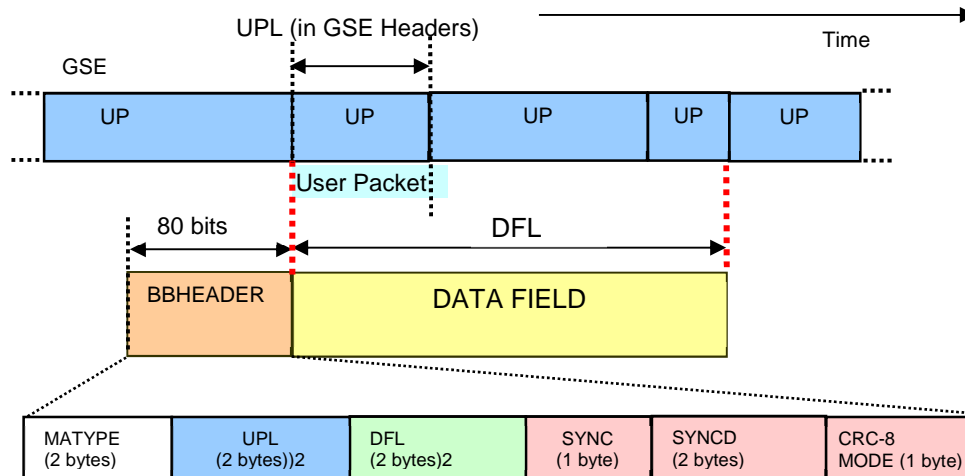 UPL (in GSE Headers)
Time
GSE
UP UP UP UP UP
User Packet
80 bits
DFL
BBHEADER
DATA FIELD
MATYPE
(2 bytes)
UPL
(2 bytes))2
DFL
(2 bytes)2
SYNC
(1 byte)
SYNCD
(2 bytes)
CRC-8
MODE (1 byte)